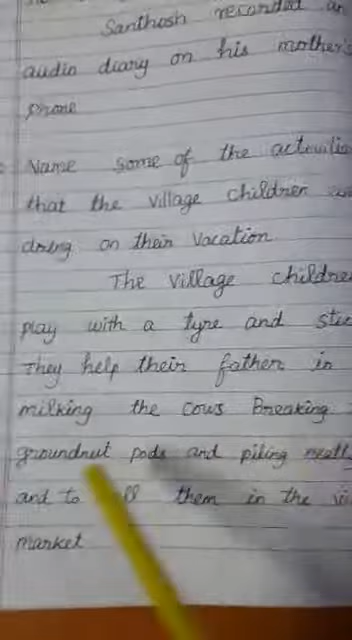 Santhosh recorded an
audio diary on his mother's
phone
Name some of the activities
that the village children
doing on their vacation
The village children
play with a tyre and
They help their father in
milking the cows Breaking
groundnut pods and piling
and to them in the
market